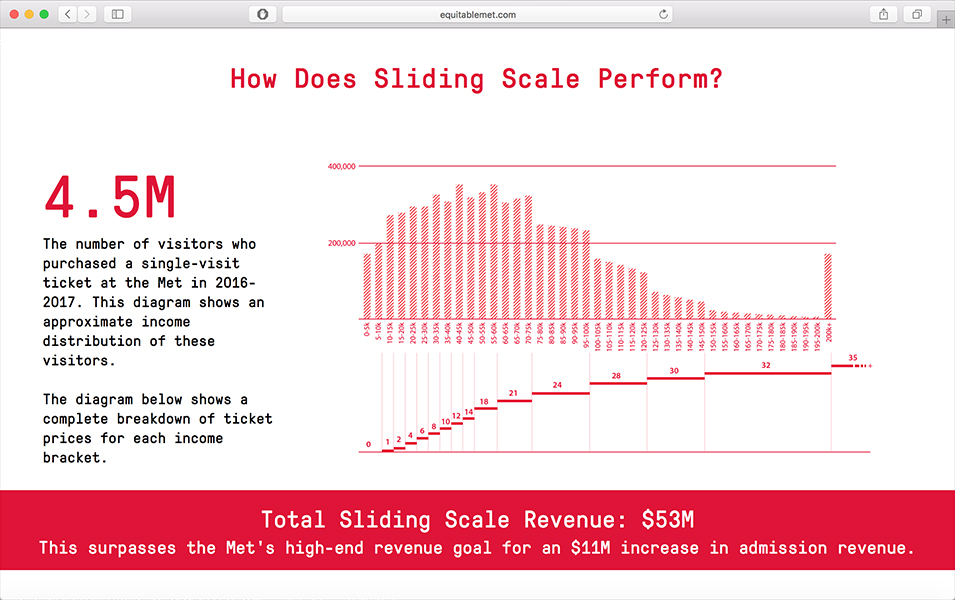 equitablemet.com
How Does Sliding Scale Perform?
4.5M
The number of visitors who
purchased a single-visit
ticket at the Met in 2016-
2017. This diagram shows an
approximate income
distribution of these
visitors.
The diagram below shows a
complete breakdown of ticket
prices for each income
bracket.
400,000
200,000
0-5k
5-10k
10-15k
15-20k
20-25k
25-30k
30-35k
35-40k
40-45k
45-50k
50-55k
55-60k
60-65k
65-70k
70-75k
75-80k
80-85k
85-90k
90-95k
95-100k
100-105k
105-110k
110-115k
115-120k
120-125k
125-130k
130-135k
135-140k
140-145k
145-150k
150-155k
155-160k
160-165k
165-170k
170-175k
175-180k
180-185k
185-190k
190-195k
195-200k
200k+
0
1
2
4
6
8
10
12
14
18
21
24
28
30
32
35
+
Total Sliding Scale Revenue: $53M
This surpasses the Met's high-end revenue goal for an $11M increase in admission revenue.